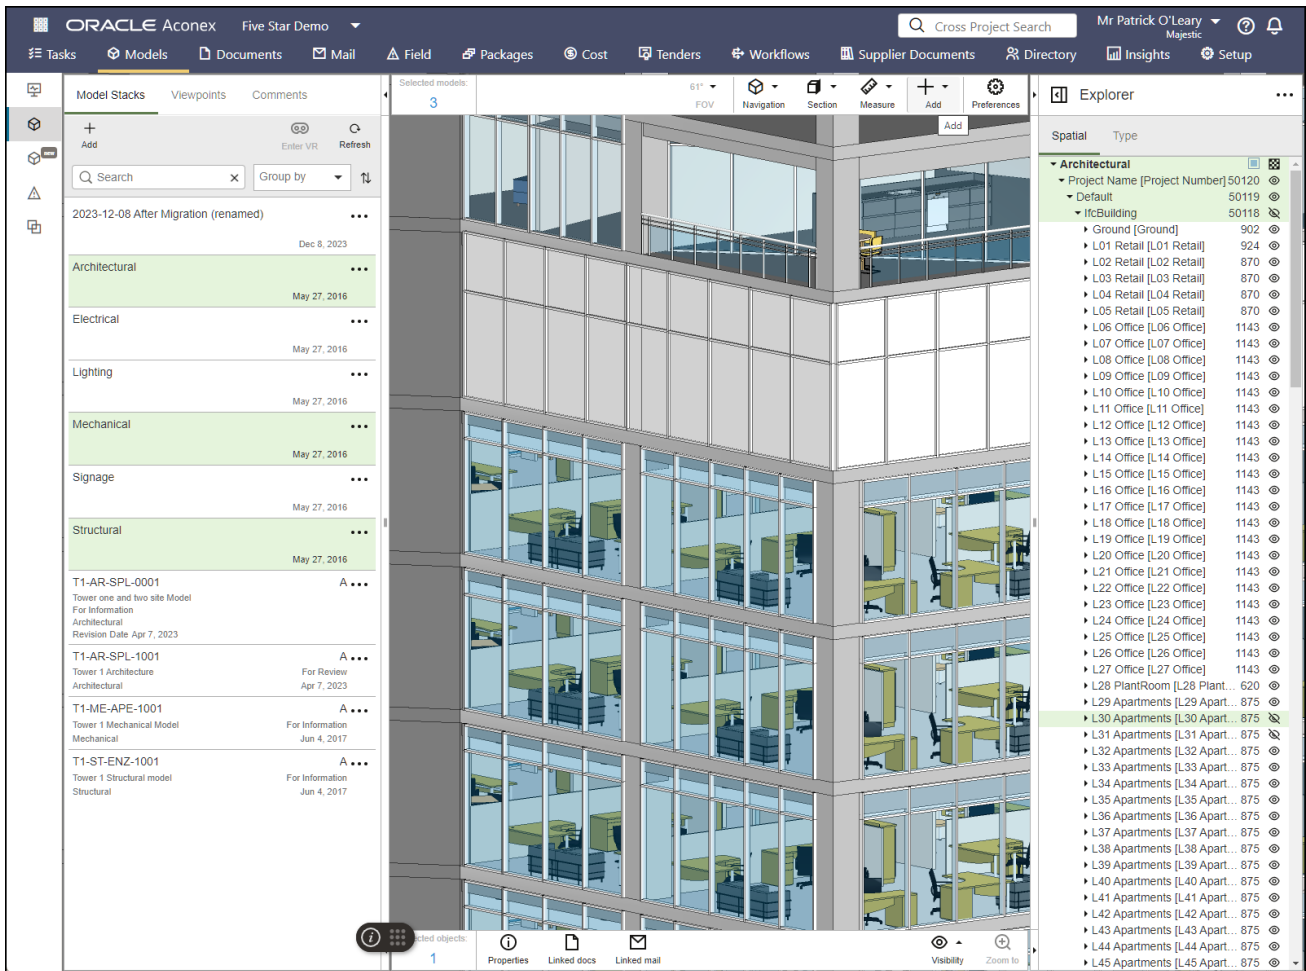 ORACLE Aconex Five Star Demo Cross Project Search Mr Patrick O'Leary
Majestic
Tasks Models Documents Mail Field Packages Cost Tenders Workflows Supplier Documents Directory Insights Setup
Model Stacks Viewpoints Comments
Add Enter VR Refresh
Search Group by
2023-12-08 After Migration (renamed)
Dec 8, 2023
Architectural
May 27, 2016
Electrical
May 27, 2016
Lighting
May 27, 2016
Mechanical
May 27, 2016
Signage
May 27, 2016
Structural
May 27, 2016
T1-AR-SPL-0001 A
Tower one and two site Model
For Information
Architectural
Revision Date Apr 7, 2023
T1-AR-SPL-1001 A
Tower 1 Architecture For Review
Architectural Apr 7, 2023
T1-ME-APE-1001 A
Tower 1 Mechanical Model For Information
Mechanical Jun 4, 2017
T1-ST-ENZ-1001 A
Tower 1 Structural model For Information
Structural Jun 4, 2017
Selected models:
3
61°
FOV Navigation Section Measure Add Preferences
Add
objects:
1
Properties Linked docs Linked mail Visibility Zoom to
Explorer
Spatial Type
Architectural
Project Name [Project Number] 50120
Default 50119
IfcBuilding 50118
Ground [Ground] 902
L01 Retail [L01 Retail] 924
L02 Retail [L02 Retail] 870
L03 Retail [L03 Retail] 870
L04 Retail [L04 Retail] 870
L05 Retail [L05 Retail] 870
L06 Office [L06 Office] 1143
L07 Office [L07 Office] 1143
L08 Office [L08 Office] 1143
L09 Office [L09 Office] 1143
L10 Office [L10 Office] 1143
L11 Office [L11 Office] 1143
L12 Office [L12 Office] 1143
L13 Office [L13 Office] 1143
L14 Office [L14 Office] 1143
L15 Office [L15 Office] 1143
L16 Office [L16 Office] 1143
L17 Office [L17 Office] 1143
L18 Office [L18 Office] 1143
L19 Office [L19 Office] 1143
L20 Office [L20 Office] 1143
L21 Office [L21 Office] 1143
L22 Office [L22 Office] 1143
L23 Office [L23 Office] 1143
L24 Office [L24 Office] 1143
L25 Office [L25 Office] 1143
L26 Office [L26 Office] 1143
L27 Office [L27 Office] 1143
L28 PlantRoom [L28 Plant... 620
L29 Apartments [L29 Apart... 875
L30 Apartments [L30 Apart... 875
L31 Apartments [L31 Apart... 875
L32 Apartments [L32 Apart... 875
L33 Apartments [L33 Apart... 875
L34 Apartments [L34 Apart... 875
L35 Apartments [L35 Apart... 875
L36 Apartments [L36 Apart... 875
L37 Apartments [L37 Apart... 875
L38 Apartments [L38 Apart... 875
L39 Apartments [L39 Apart... 875
L40 Apartments [L40 Apart... 875
L41 Apartments [L41 Apart... 875
L42 Apartments [L42 Apart... 875
L43 Apartments [L43 Apart... 875
L44 Apartments [L44 Apart... 875
L45 Apartments [L45 Apart... 875